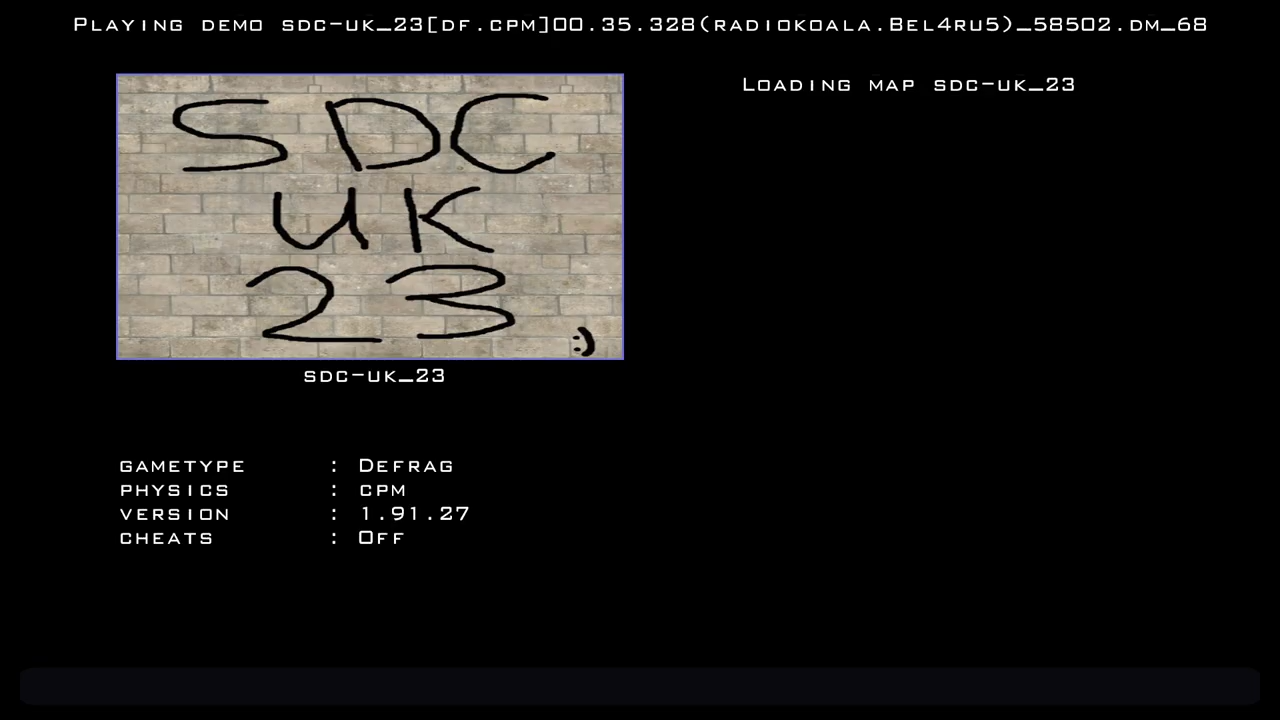 Playing demo sdc-uk_23[df.cpm]00.35.328(radiokoala.Bel4ru5)_58502.dm_68
Loading map sdc-uk_23
SDC
UK
23
:)
sdc-uk_23
gametype : Defrag
physics : cpm
version : 1.91.27
cheats : Off